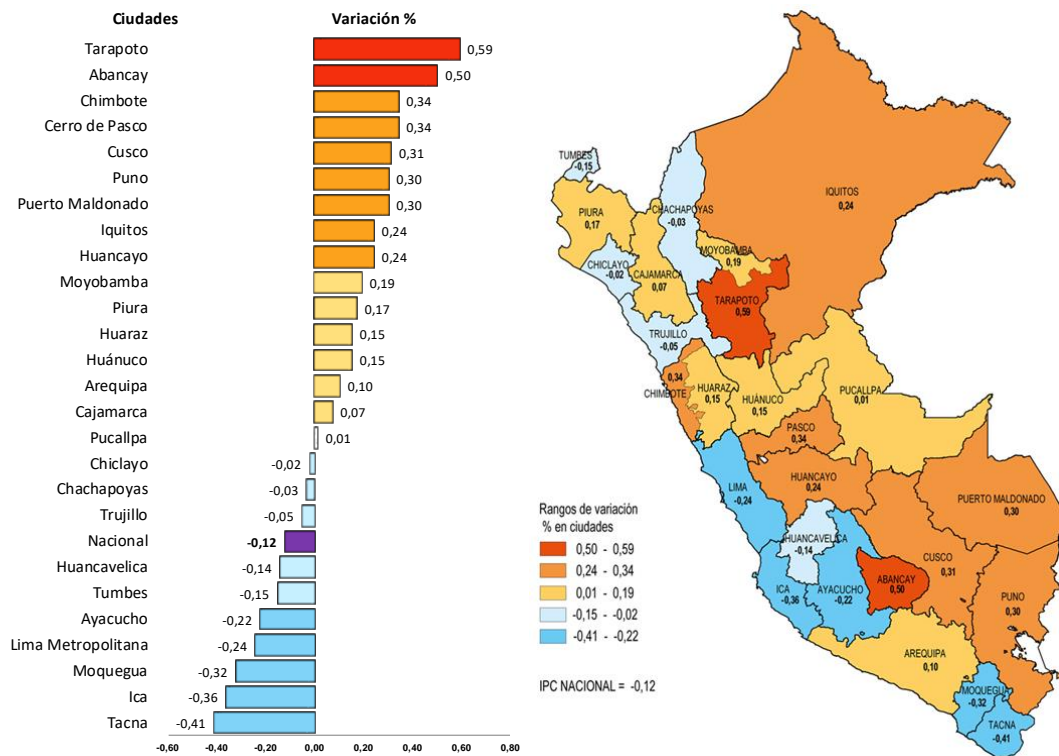 Ciudades Variación %
Tarapoto 0,59
Abancay 0,50
Chimbote 0,34
Cerro de Pasco 0,34
Cusco 0,31
Puno 0,30
Puerto Maldonado 0,30
Iquitos 0,24
Huancayo 0,24
Moyobamba 0,19
Piura 0,17
Huaraz 0,15
Huánuco 0,15
Arequipa 0,10
Cajamarca 0,07
Pucallpa 0,01
Chiclayo -0,02
Chachapoyas -0,03
Trujillo -0,05
Nacional -0,12
Huancavelica -0,14
Tumbes -0,15
Ayacucho -0,22
Lima Metropolitana -0,24
Moquegua -0,32
Ica -0,36
Tacna -0,41
-0,60 -0,40 -0,20 0,00 0,20 0,40 0,60 0,80
TUMBES
-0,15
PIURA
0,17
CHACHAPOYAS
-0,03
IQUITOS
0,24
MOYOBAMBA
0,19
CHICLAYO
-0,02
CAJAMARCA
0,07
TARAPOTO
0,59
TRUJILLO
-0,05
0,34
CHIMBOTE
HUARAZ
0,15
HUÁNUCO
0,15
PUCALLPA
0,01
PASCO
0,34
LIMA
-0,24
HUANCAYO
0,24
PUERTO MALDONADO
0,30
HUANCAVELICA
-0,14
CUSCO
0,31
ICA
-0,36
AYACUCHO
-0,22
ABANCAY
0,50
PUNO
0,30
AREQUIPA
0,10
MOQUEGUA
-0,32
TACNA
-0,41
Rangos de variación
% en ciudades
0,50 - 0,59
0,24 - 0,34
0,01 - 0,19
-0,15 - -0,02
-0,41 - -0,22
IPC NACIONAL = -0,12